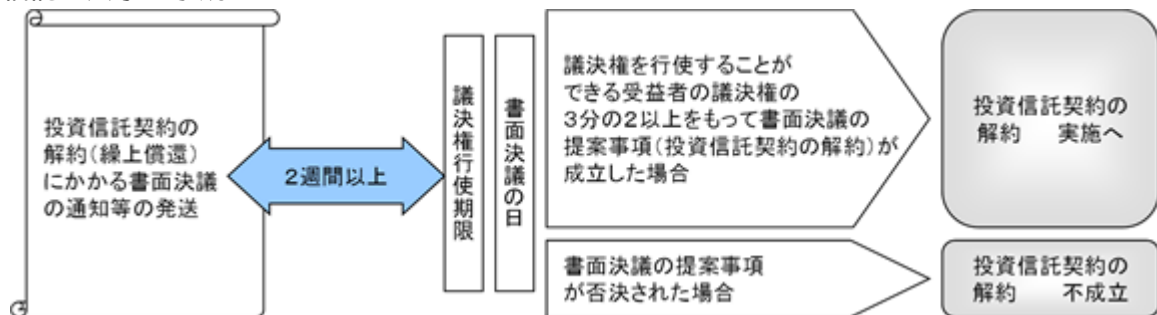 投資信託契約の
解約(繰上償還)
にかかる書面決議
の通知等の発送
2週間以上
議決権行使期限
書面決議の日
議決権を行使することが
できる受益者の議決権の
3分の2以上をもって書面決議の
提案事項(投資信託契約の解約)が
成立した場合
投資信託契約の
解約　実施へ
書面決議の提案事項
が否決された場合
投資信託契約の
解約　不成立